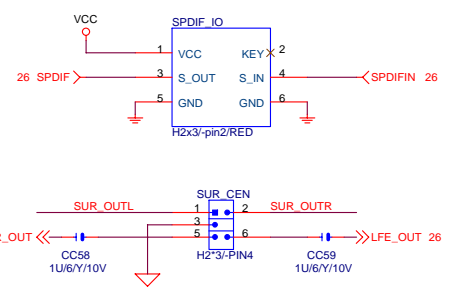 VCC
SPDIF_IO
1 VCC KEY 2
26 SPDIF 3 S_OUT S_IN 4 SPDIFIN 26
5 GND GND 6
H2x3/-pin2/RED
SUR_CEN
SUR_OUTL 1 2 SUR_OUTR
3
R_OUT 5 6 LFE_OUT 26
CC58 H2*3/-PIN4 CC59
1U/6/Y/10V 1U/6/Y/10V